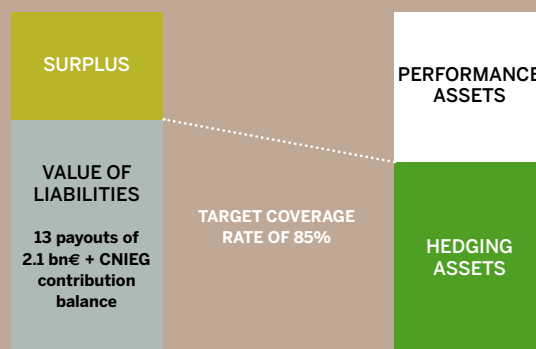 SURPLUS
VALUE OF
LIABILITIES
13 payouts of
2.1 bn€ + CNIEG
contribution
balance
TARGET COVERAGE
RATE OF 85%
PERFORMANCE
ASSETS
HEDGING
ASSETS